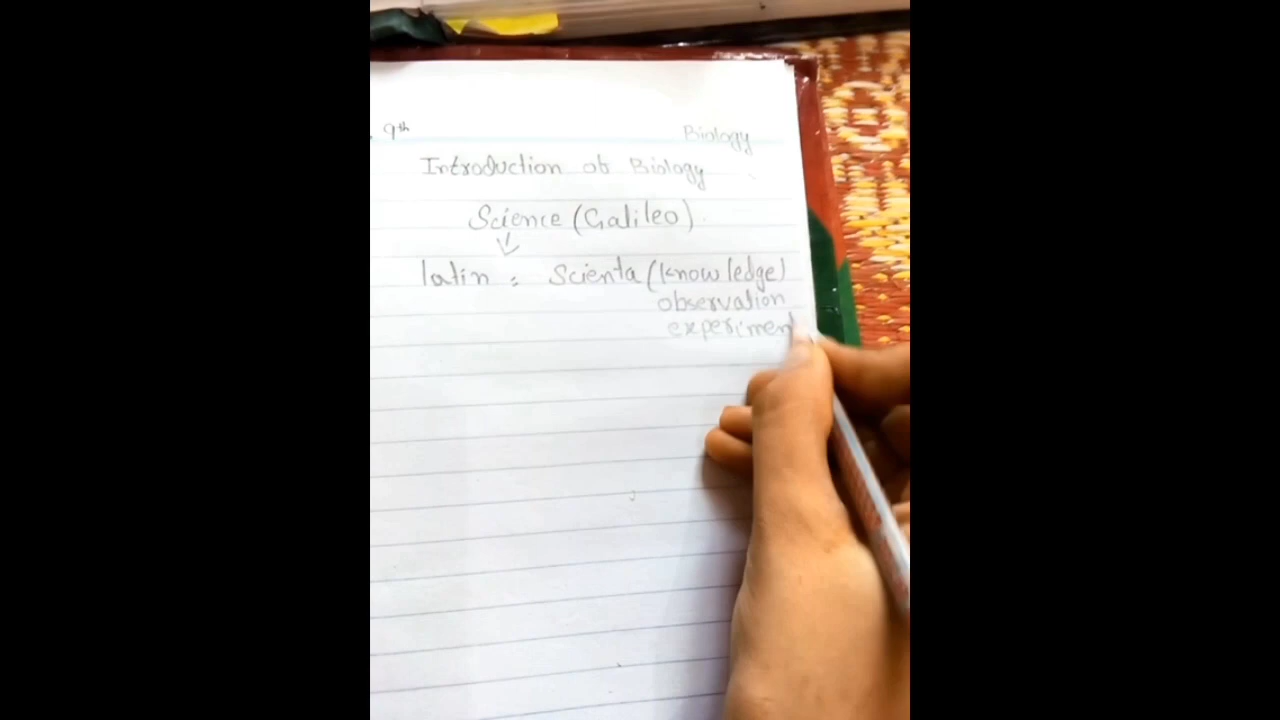 9th Biology
Introduction of Biology
Science (Galileo).
latin : Scienta (knowledge)
observation
experiment